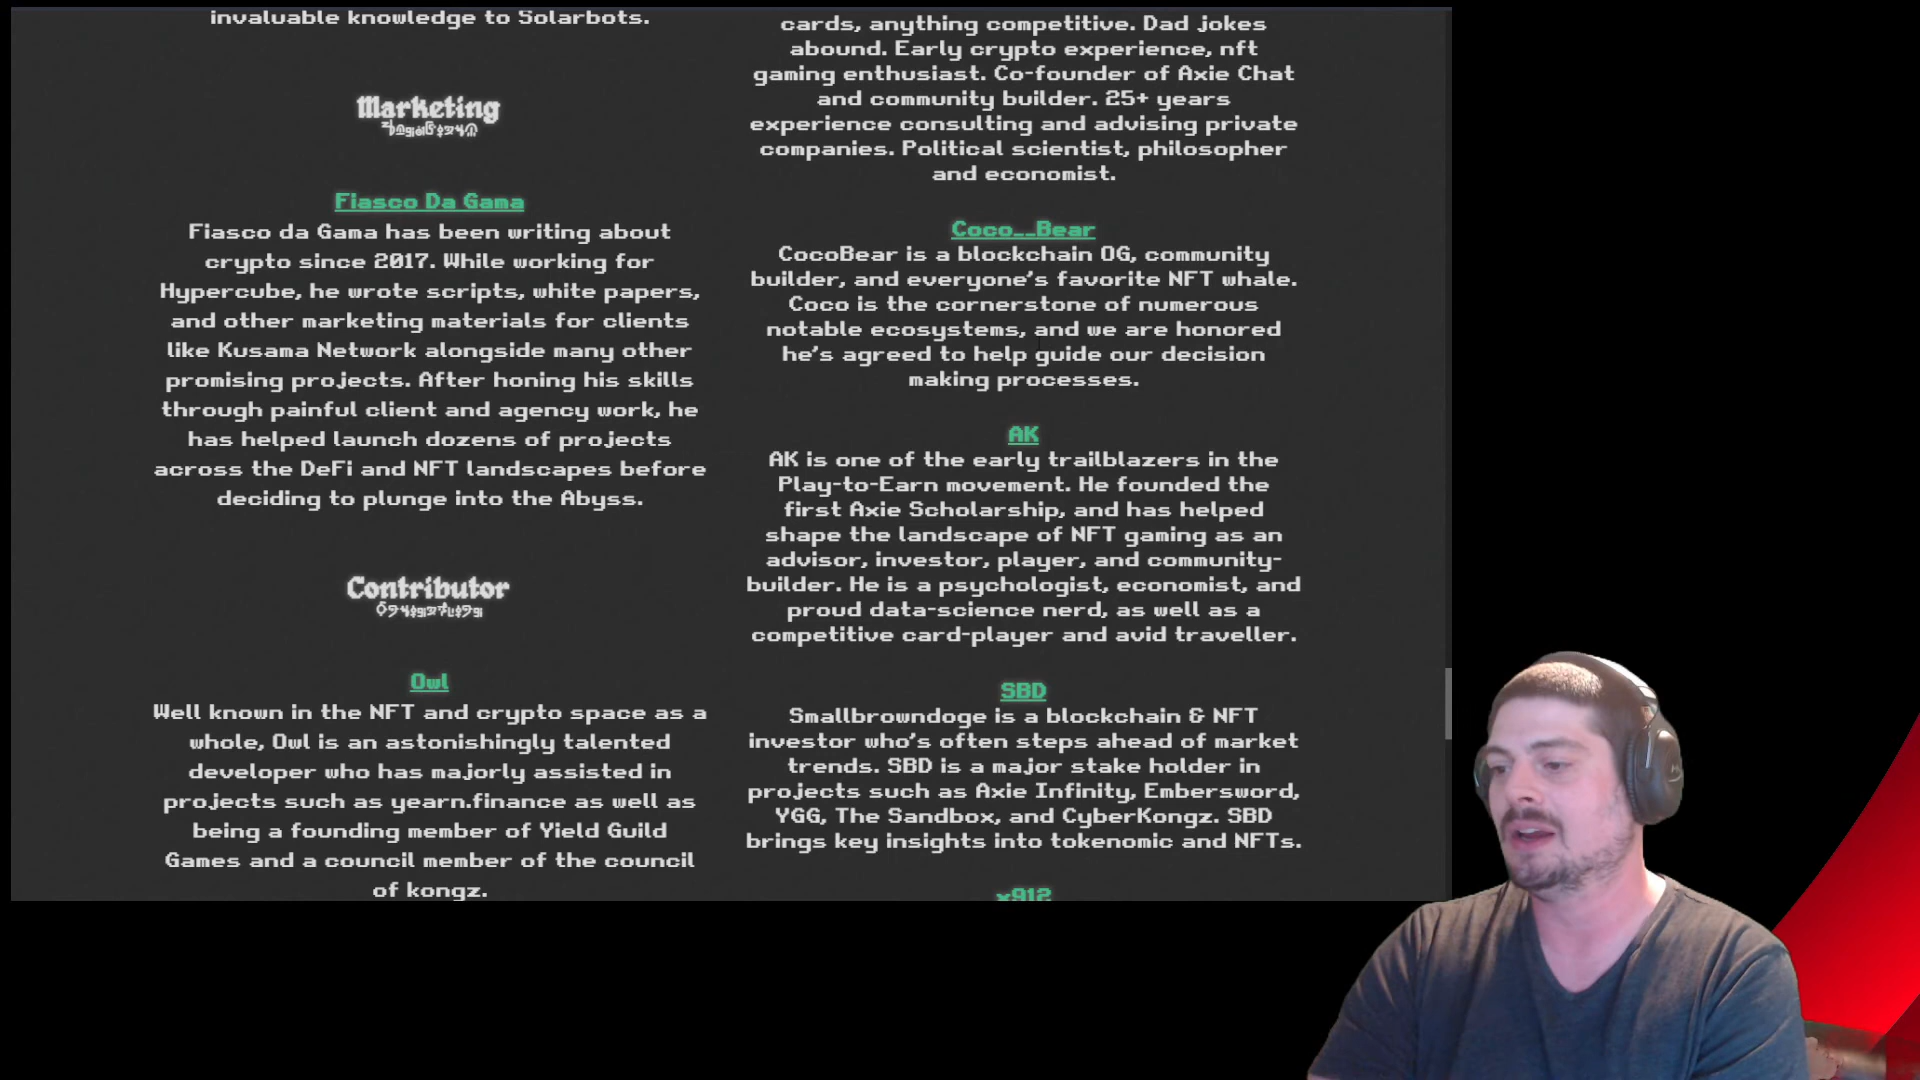 invaluable knowledge to Solarbots.
Marketing
Fiasco Da Gama
Fiasco da Gama has been writing about
crypto since 2017. While working for
Hypercube, he wrote scripts, white papers,
and other marketing materials for clients
like Kusama Network alongside many other
promising projects. After honing his skills
through painful client and agency work, he
has helped launch dozens of projects
across the DeFi and NFT landscapes before
deciding to plunge into the Abyss.
Contributor
Owl
Well known in the NFT and crypto space as a
whole, Owl is an astonishingly talented
developer who has majorly assisted in
projects such as yearn.finance as well as
being a founding member of Yield Guild
Games and a council member of the council
of kongz.
cards, anything competitive. Dad jokes
abound. Early crypto experience, nft
gaming enthusiast. Co-founder of Axie Chat
and community builder. 25+ years
experience consulting and advising private
companies. Political scientist, philosopher
and economist.
Coco__Bear
CocoBear is a blockchain OG, community
builder, and everyone's favorite NFT whale.
Coco is the cornerstone of numerous
notable ecosystems, and we are honored
he's agreed to help guide our decision
making processes.
AK
AK is one of the early trailblazers in the
Play-to-Earn movement. He founded the
first Axie Scholarship, and has helped
shape the landscape of NFT gaming as an
advisor, investor, player, and community-
builder. He is a psychologist, economist, and
proud data-science nerd, as well as a
competitive card-player and avid traveller.
SBD
Smallbrowndoge is a blockchain & NFT
investor who's often steps ahead of market
trends. SBD is a major stake holder in
projects such as Axie Infinity, Embersword,
YGG, The Sandbox, and CyberKongz. SBD
brings key insights into tokenomic and NFTs.
x912